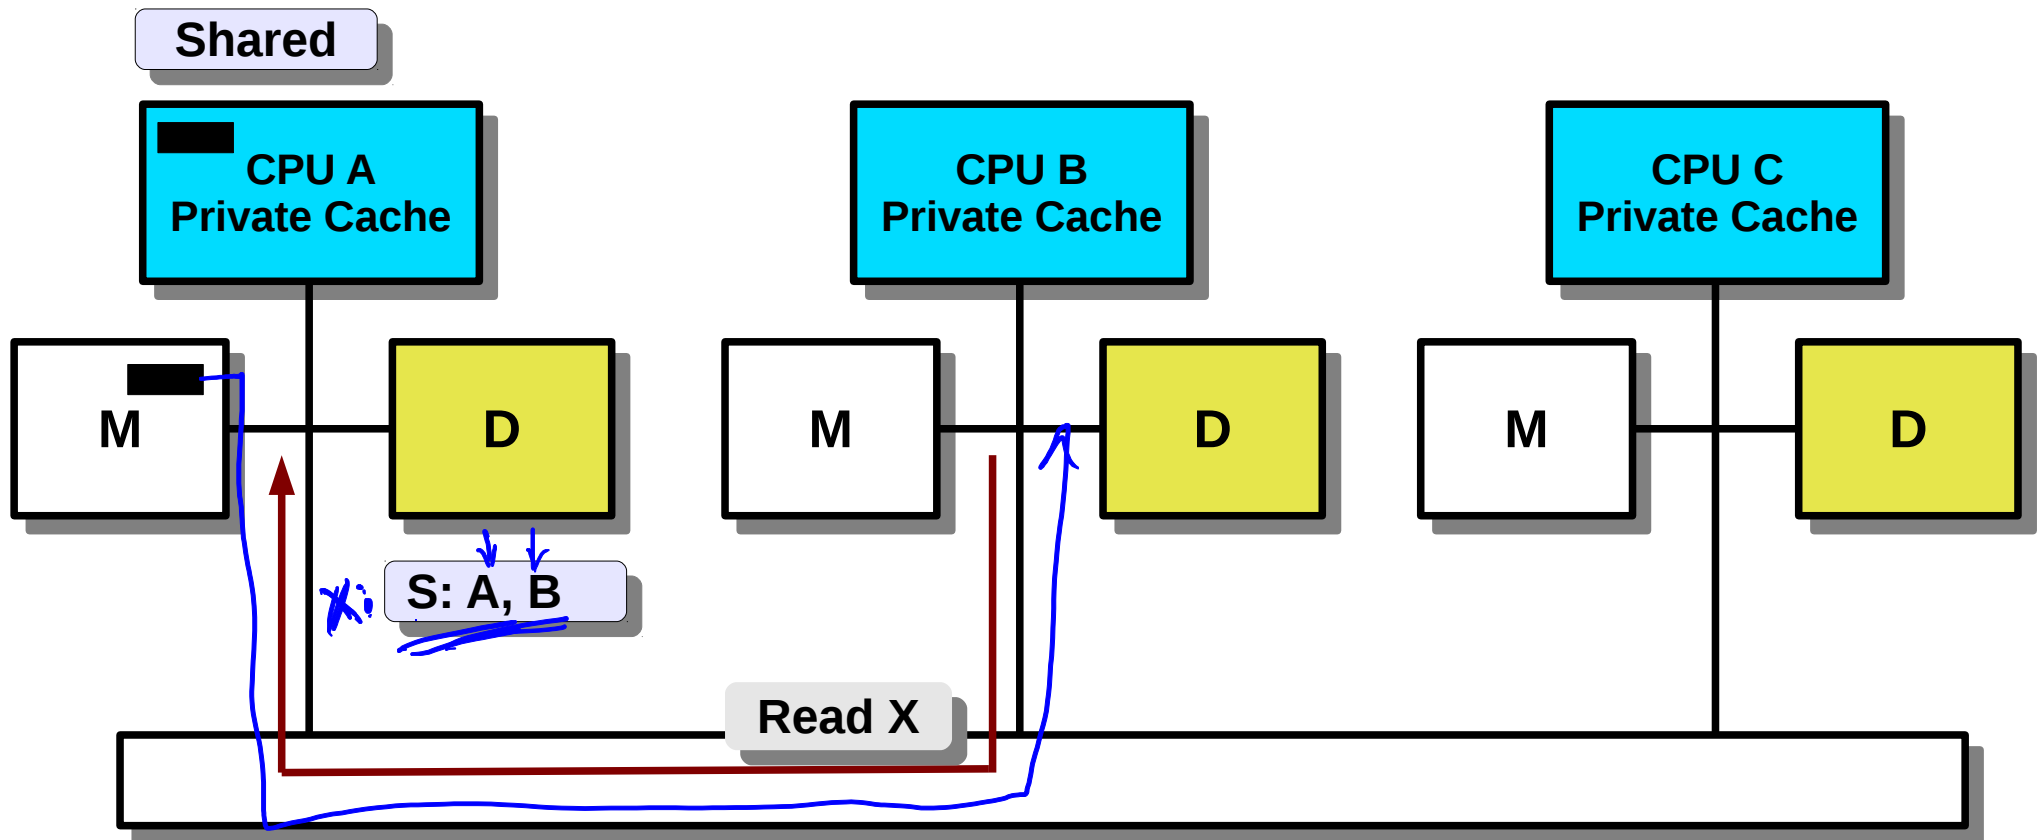 Shared
CPU A
Private Cache
CPU B
Private Cache
CPU C
Private Cache
M
D
M
D
M
D
X:
S: A, B
Read X